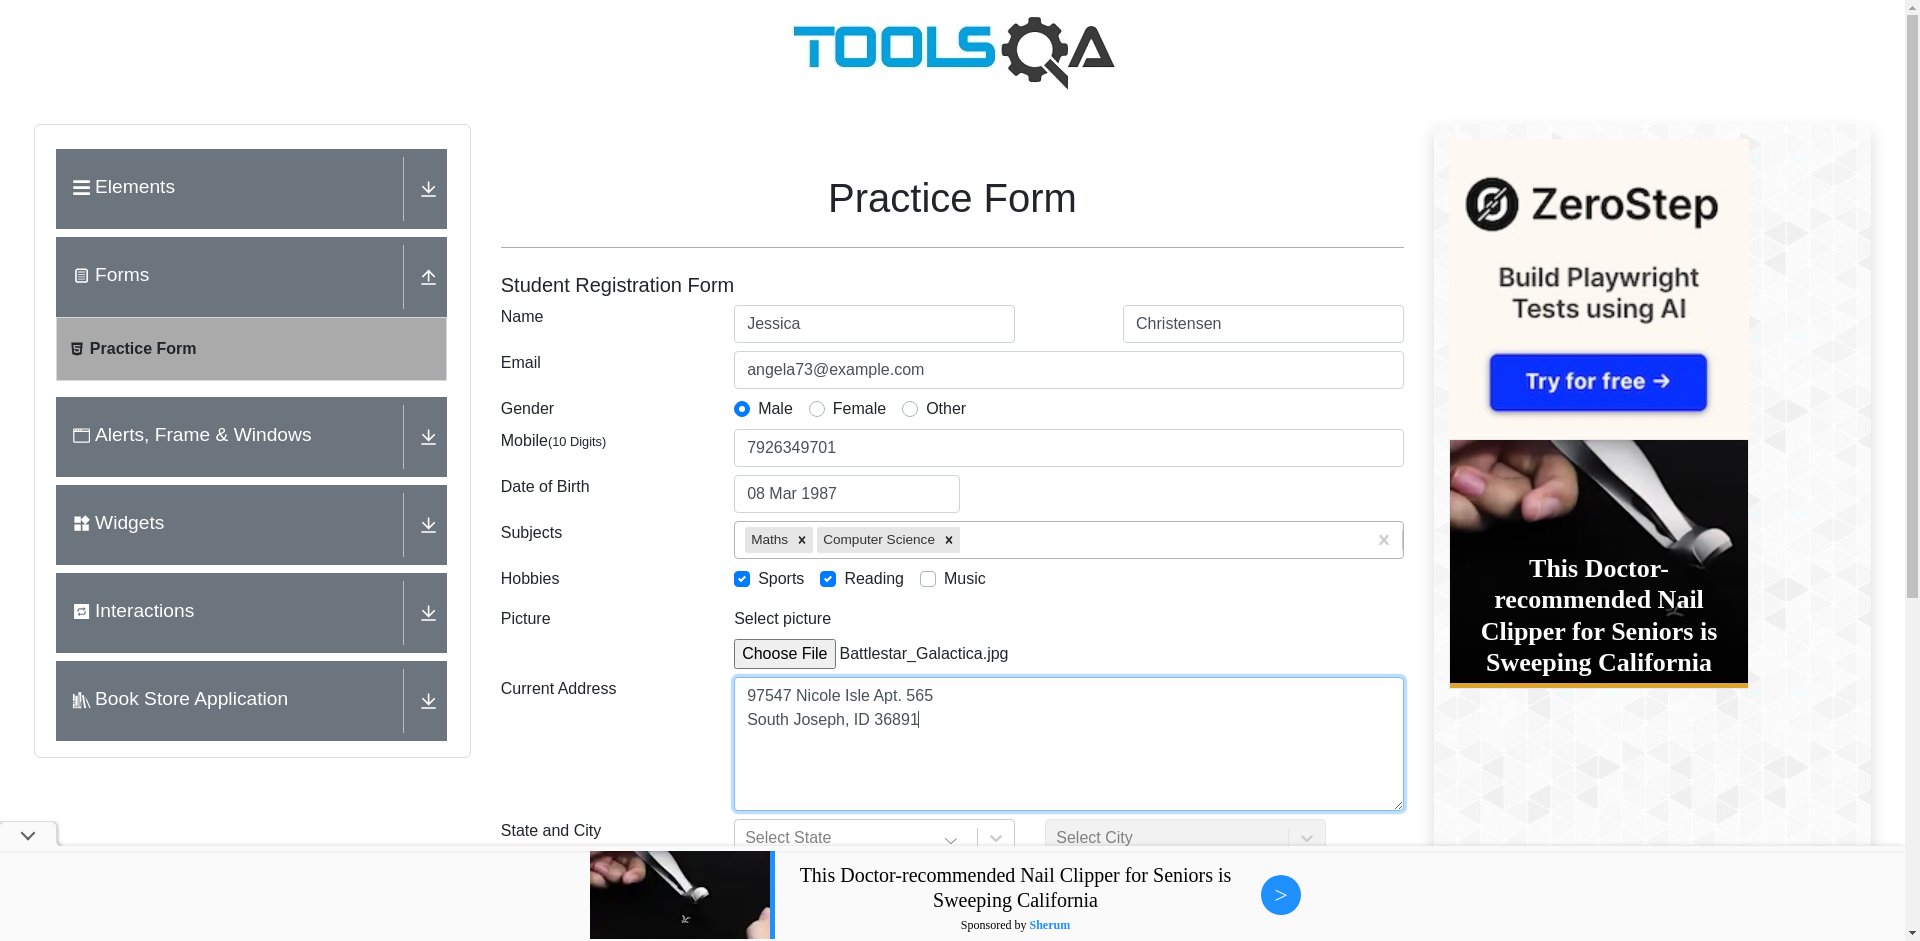 TOOLSQA
Elements
Forms
Practice Form
Alerts, Frame & Windows
Widgets
Interactions
Book Store Application
Practice Form
Student Registration Form
Name
Jessica
Christensen
Email
angela73@example.com
Gender
Male
Female
Other
Mobile(10 Digits)
7926349701
Date of Birth
08 Mar 1987
Subjects
Maths
Computer Science
Hobbies
Sports
Reading
Music
Picture
Select picture
Choose File Battlestar_Galactica.jpg
Current Address
97547 Nicole Isle Apt. 565
South Joseph, ID 36891
State and City
Select State
Select City
ZeroStep
Build Playwright
Tests using AI
Try for free →
This Doctor-
recommended Nail
Clipper for Seniors is
Sweeping California
This Doctor-recommended Nail Clipper for Seniors is
Sweeping California
Sponsored by Sherum
>